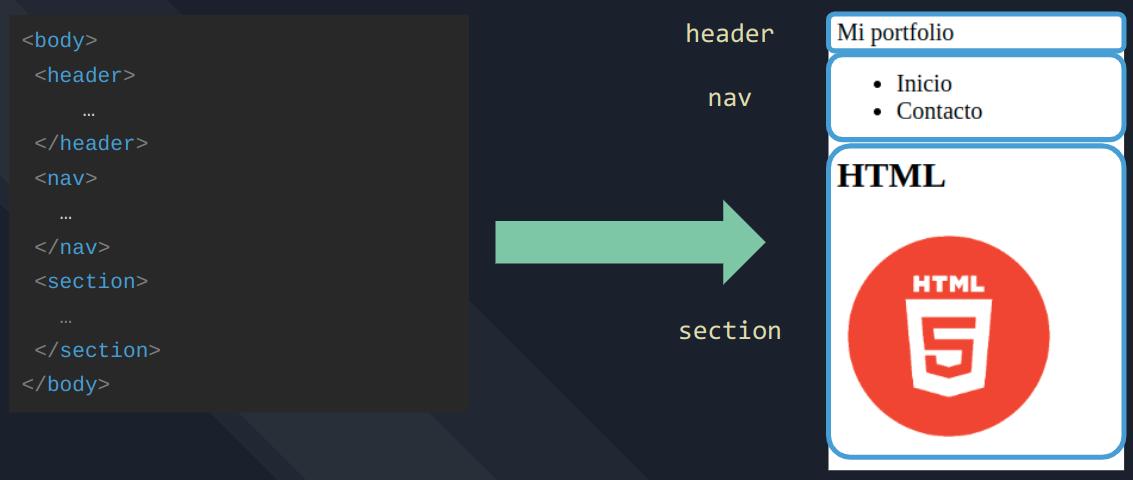 <body>
<header>
…
</header>
<nav>
…
</nav>
<section>
…
</section>
</body>
header
nav
section
Mi portfolio
• Inicio
• Contacto
HTML
HTML
5